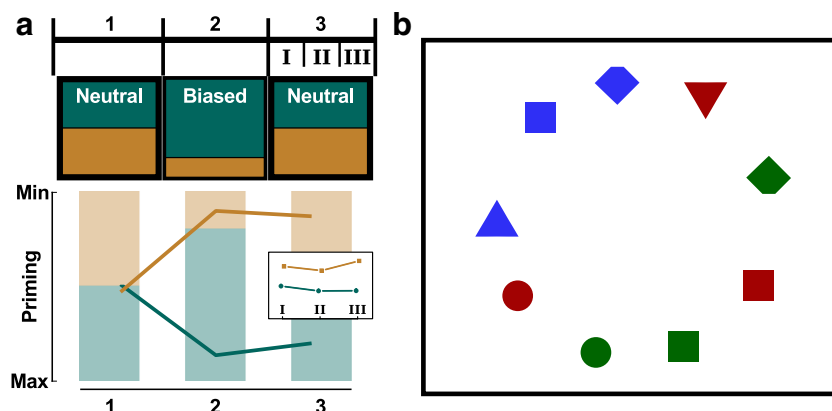 a
b
1 2 3
I II III
Neutral Biased Neutral
Min
Priming
I II III
Max
1 2 3